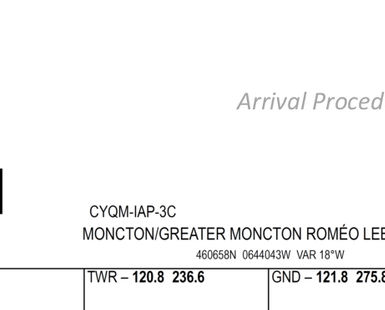 Arrival Proced
CYQM-IAP-3C
MONCTON/GREATER MONCTON ROMÉO LEB
460658N 0644043W VAR 18°W
TWR – 120.8 236.6
GND – 121.8 275.8